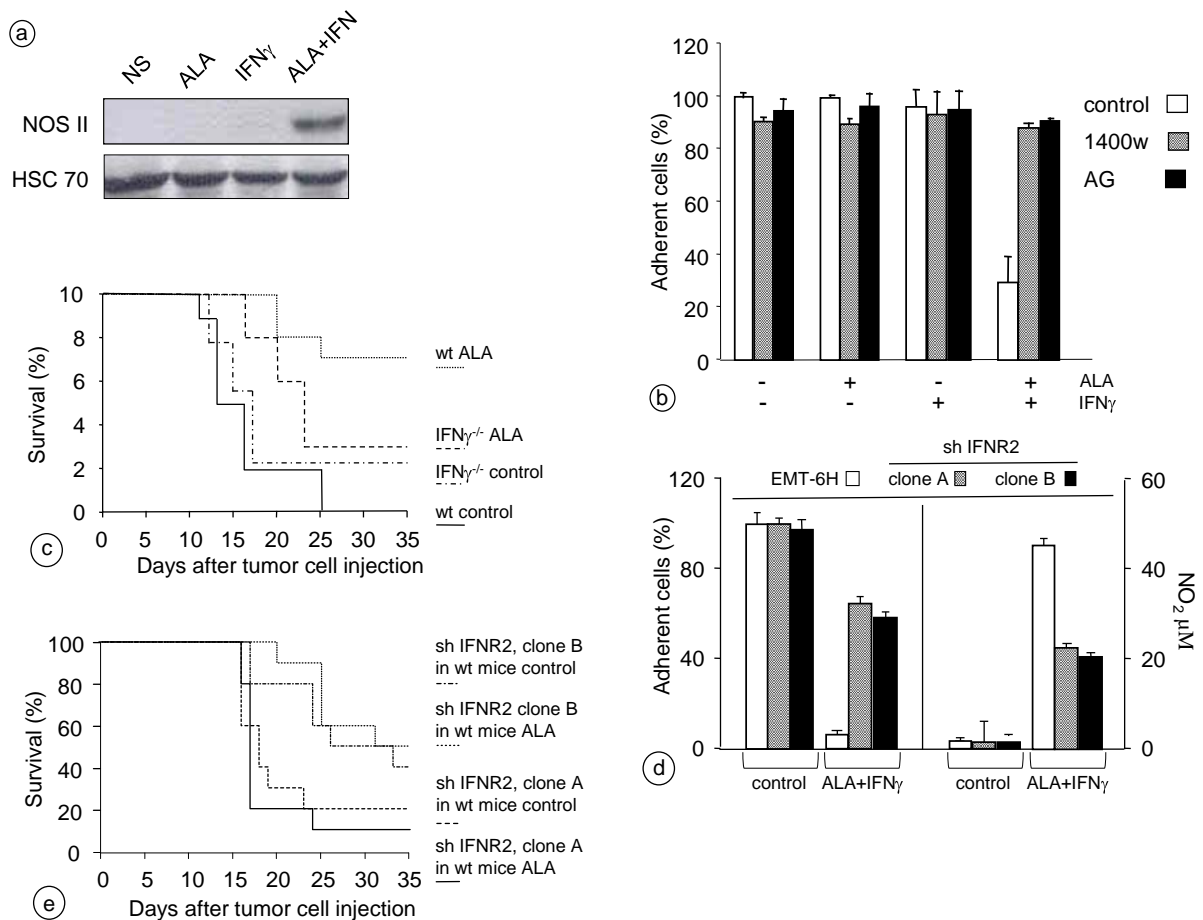 a
NS ALA IFNγ ALA+IFN
NOS II
HSC 70
120
100
80
60
40
20
0
Adherent cells (%)
control
1400w
AG
- + - + ALA
- - + + IFNγ
b
10
8
6
4
2
0
Survival (%)
0 5 10 15 20 25 30 35
Days after tumor cell injection
wt ALA
IFNγ-/- ALA
IFNγ-/- control
wt control
c
sh IFNR2
EMT-6H clone A clone B
120
80
40
0
Adherent cells (%)
60
40
20
0
NO2 μM
control ALA+IFNγ control ALA+IFNγ
d
100
80
60
40
20
0
Survival (%)
0 5 10 15 20 25 30 35
Days after tumor cell injection
sh IFNR2, clone B
in wt mice control
sh IFNR2 clone B
in wt mice ALA
sh IFNR2, clone A
in wt mice control
sh IFNR2, clone A
in wt mice ALA
e